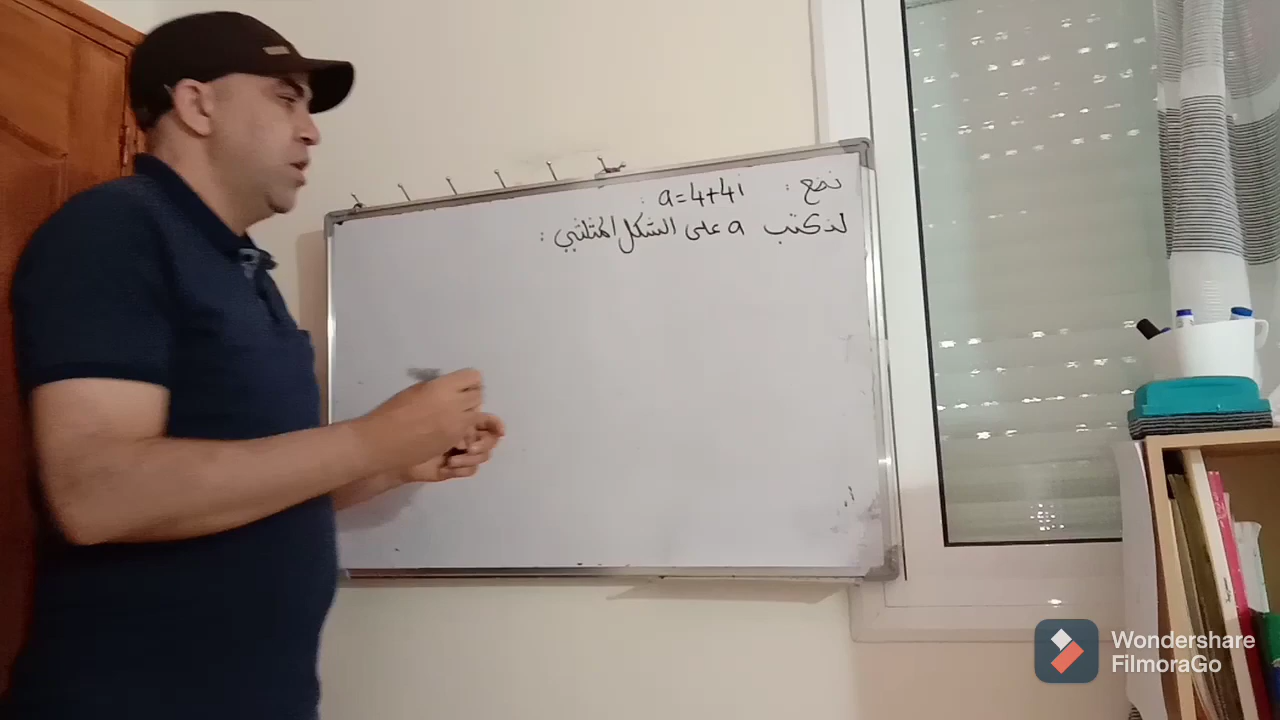 نضع : a=4+4i :
لنكتب a على الشكل المثلثي :
Wondershare
FilmoraGo